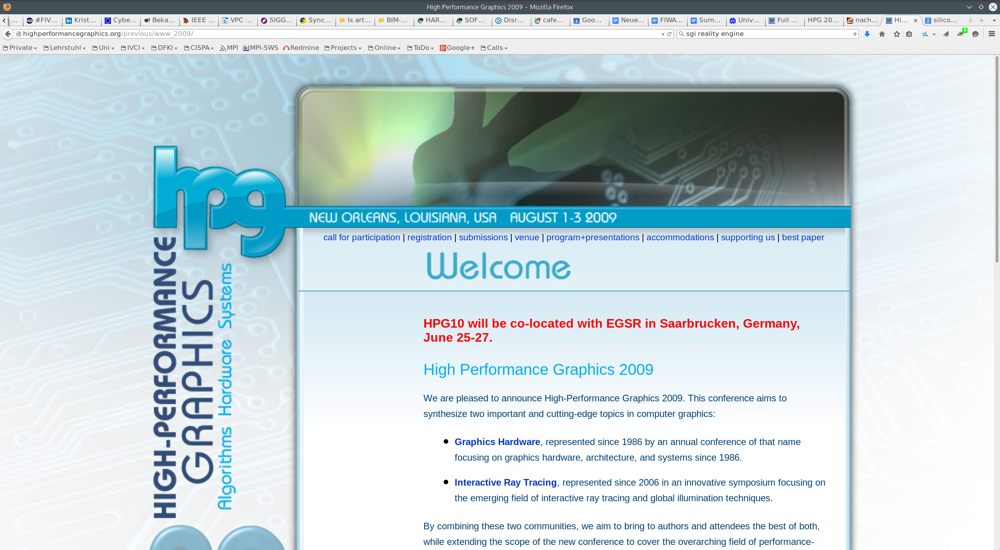 High Performance Graphics 2009 - Mozilla Firefox
#FIV... Krist... Cybe... Beka... IEEE ... VPC ... SIGG... Sync... Is art... BIM-... HAR... SOF... Disr... cafe... Goo... Neue... FIWA... Sum... Univ... Full ... HPG 20... nach... Hi... silico...
highperformancegraphics.org/previous/www_2009/ sgi reality engine 0
Private Lehrstuhl Uni IVCI DFKI CISPA MPI MPI-SWS Redmine Projects Online ToDo Google+ Calls
hpg
HIGH-PERFORMANCE
GRAPHICS
Algorithms Hardware Systems
NEW ORLEANS, LOUISIANA, USA AUGUST 1-3 2009
call for participation | registration | submissions | venue | program+presentations | accommodations | supporting us | best paper
Welcome
HPG10 will be co-located with EGSR in Saarbrucken, Germany,
June 25-27.
High Performance Graphics 2009
We are pleased to announce High-Performance Graphics 2009. This conference aims to
synthesize two important and cutting-edge topics in computer graphics:
Graphics Hardware, represented since 1986 by an annual conference of that name
focusing on graphics hardware, architecture, and systems since 1986.
Interactive Ray Tracing, represented since 2006 in an innovative symposium focusing on
the emerging field of interactive ray tracing and global illumination techniques.
By combining these two communities, we aim to bring to authors and attendees the best of both,
while extending the scope of the new conference to cover the overarching field of performance-